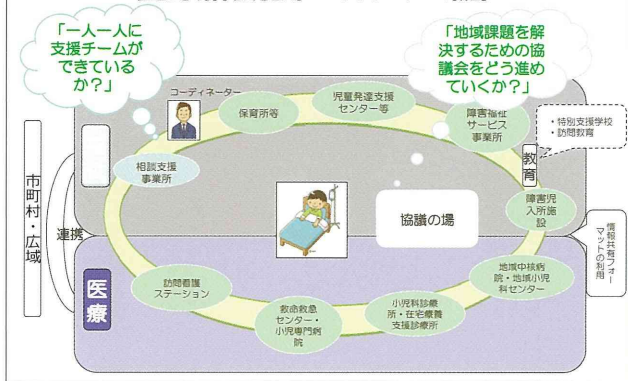 「一人一人に
支援チームが
できている
か?」
「地域課題を解
決するための協
議会をどう進め
ていくか?」
コーディネーター
保育所等
児童発達支援
センター等
障害福祉
サービス
事業所
・特別支援学校
・訪問教育
教育
相談支援
事業所
障害児
入所施
設
協議の場
市町村・広域
連携
情報共有フォー
マットの利用
医療
訪問看護
ステーション
救命救急
センター・
小児専門病
院
小児科診療
所・在宅療養
支援診療所
地域中核病
院・地域小児
科センター